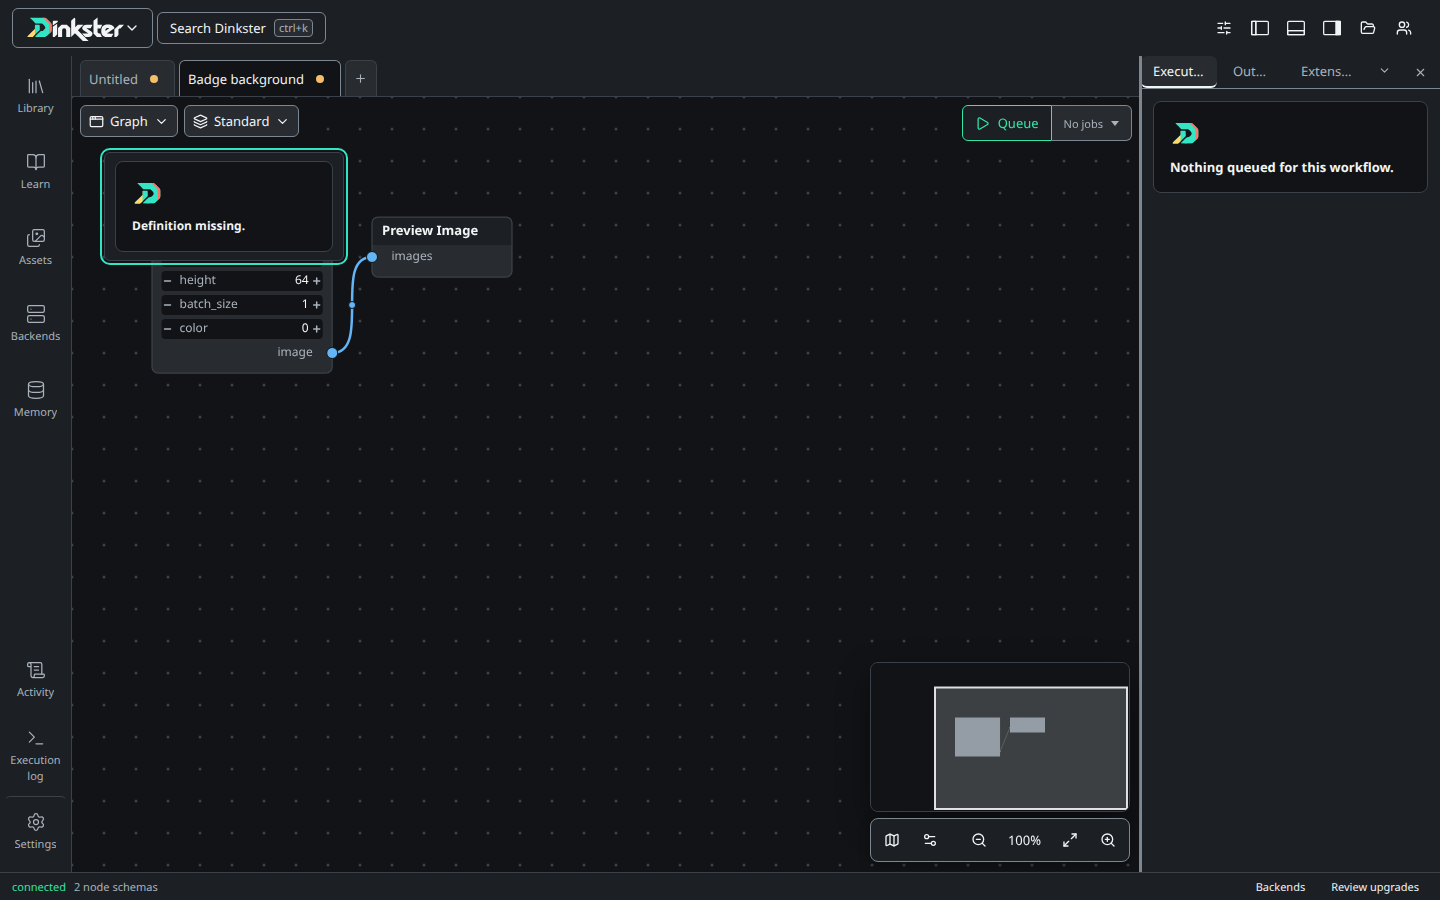 Dinkster
Search Dinkster ctrl+k
Untitled
Badge background
Execut...
Out...
Extens...
Library
Learn
Assets
Backends
Memory
Activity
Execution
log
Settings
Graph
Standard
Queue
No jobs
Definition missing.
height 64
batch_size 1
color 0
image
Preview Image
images
Nothing queued for this workflow.
100%
connected 2 node schemas
Backends
Review upgrades